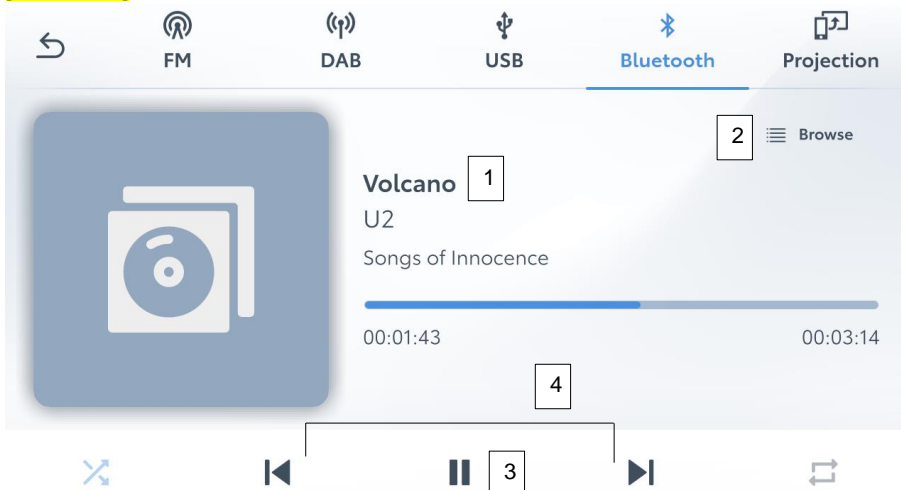 FM DAB USB Bluetooth Projection
2 Browse
Volcano 1
U2
Songs of Innocence
00:01:43 00:03:14
4
3